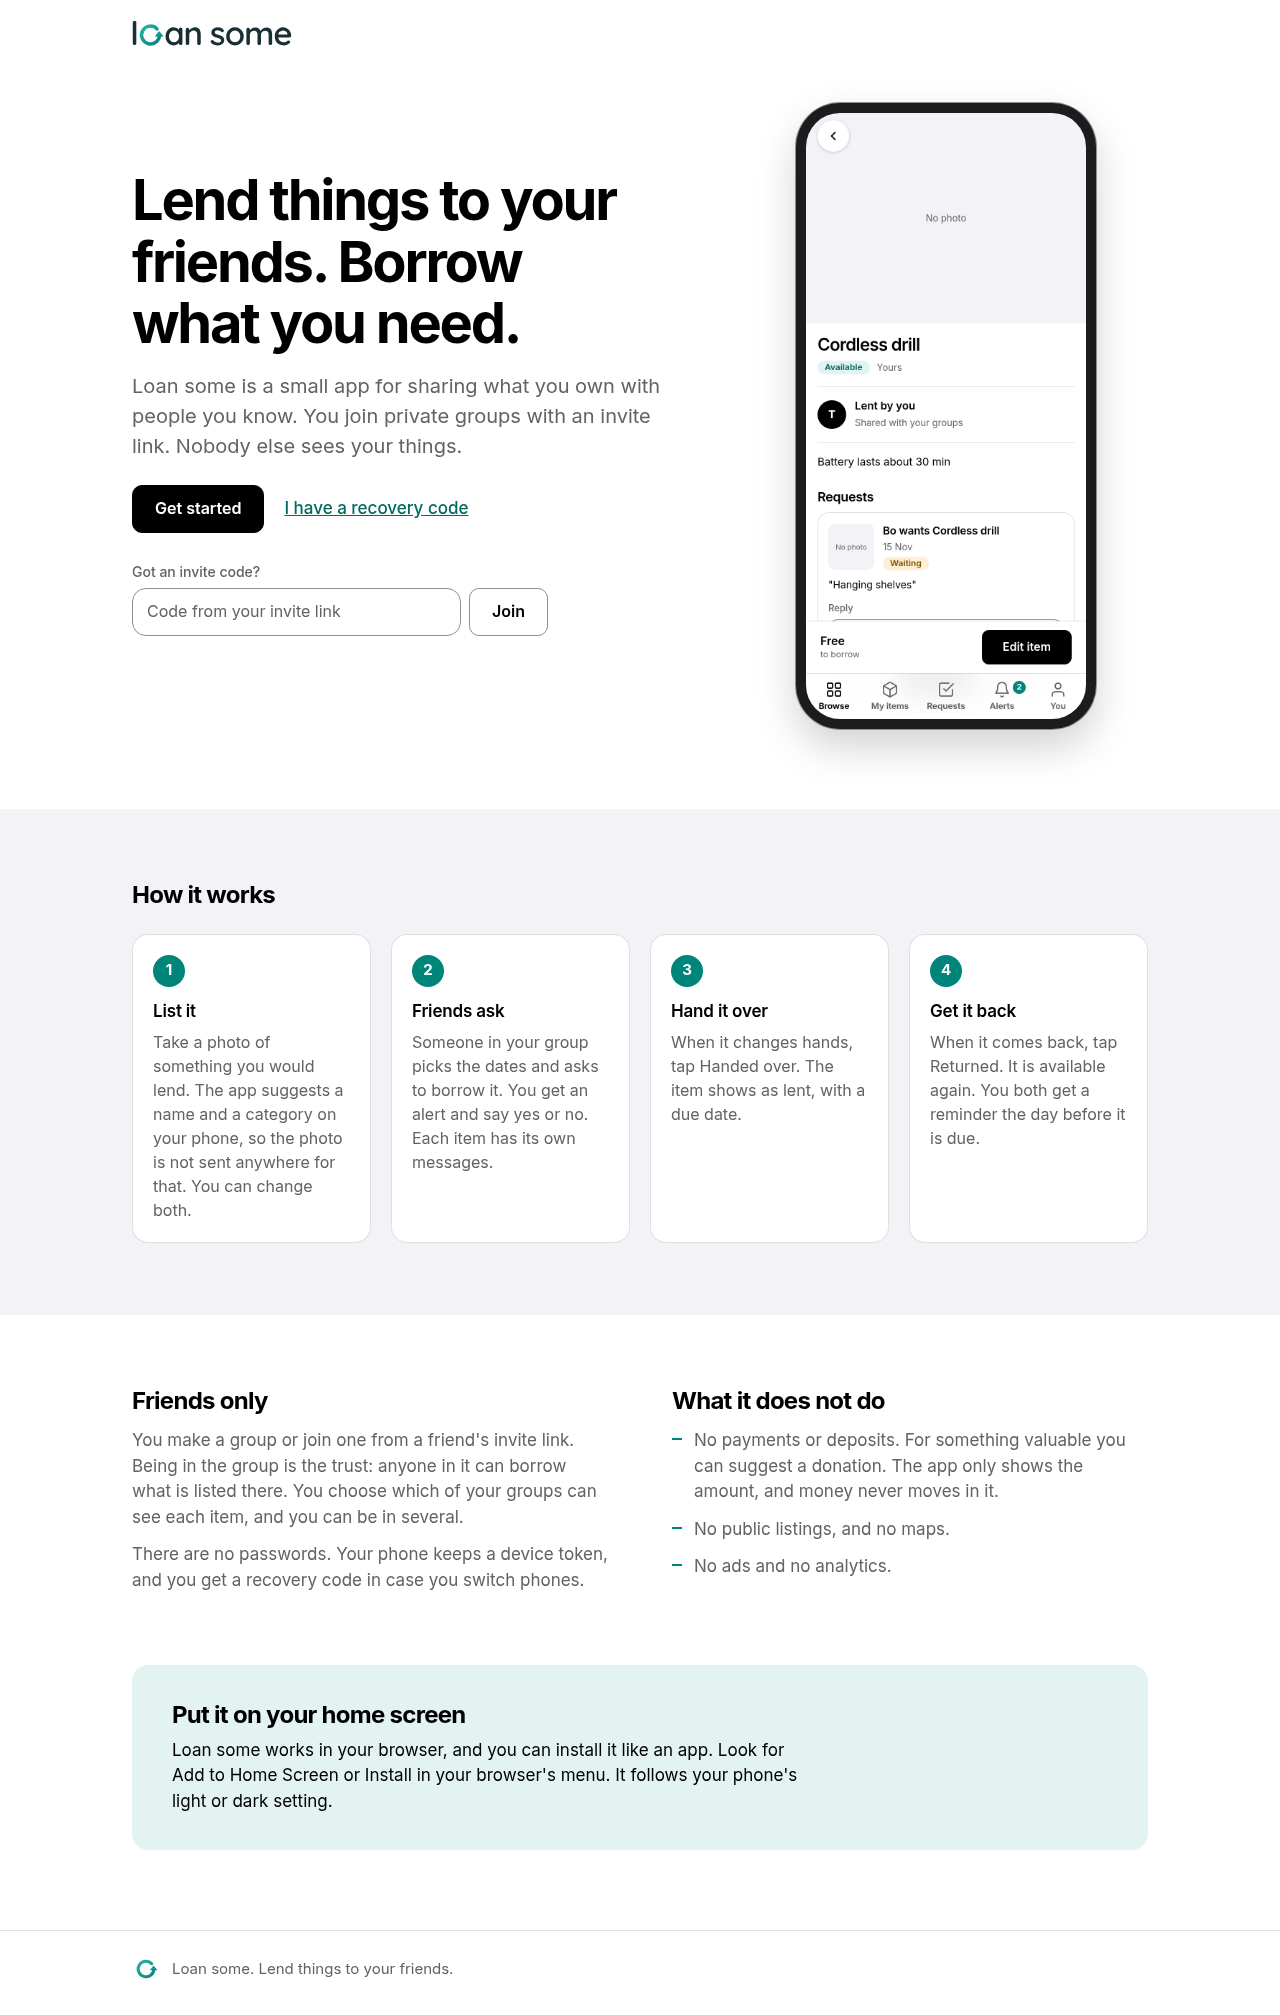 loan some
Lend things to your
friends. Borrow
what you need.
Loan some is a small app for sharing what you own with
people you know. You join private groups with an invite
link. Nobody else sees your things.
Get started
I have a recovery code
Got an invite code?
Code from your invite link
Join
No photo
Cordless drill
Available
Yours
T
Lent by you
Shared with your groups
Battery lasts about 30 min
Requests
No photo
Bo wants Cordless drill
15 Nov
Waiting
"Hanging shelves"
Reply
Free
to borrow
Edit item
2
Browse
My items
Requests
Alerts
You
How it works
1
List it
Take a photo of
something you would
lend. The app suggests a
name and a category on
your phone, so the photo
is not sent anywhere for
that. You can change
both.
2
Friends ask
Someone in your group
picks the dates and asks
to borrow it. You get an
alert and say yes or no.
Each item has its own
messages.
3
Hand it over
When it changes hands,
tap Handed over. The
item shows as lent, with a
due date.
4
Get it back
When it comes back, tap
Returned. It is available
again. You both get a
reminder the day before it
is due.
Friends only
You make a group or join one from a friend's invite link.
Being in the group is the trust: anyone in it can borrow
what is listed there. You choose which of your groups can
see each item, and you can be in several.
There are no passwords. Your phone keeps a device token,
and you get a recovery code in case you switch phones.
What it does not do
No payments or deposits. For something valuable you
can suggest a donation. The app only shows the
amount, and money never moves in it.
No public listings, and no maps.
No ads and no analytics.
Put it on your home screen
Loan some works in your browser, and you can install it like an app. Look for
Add to Home Screen or Install in your browser's menu. It follows your phone's
light or dark setting.
Loan some. Lend things to your friends.